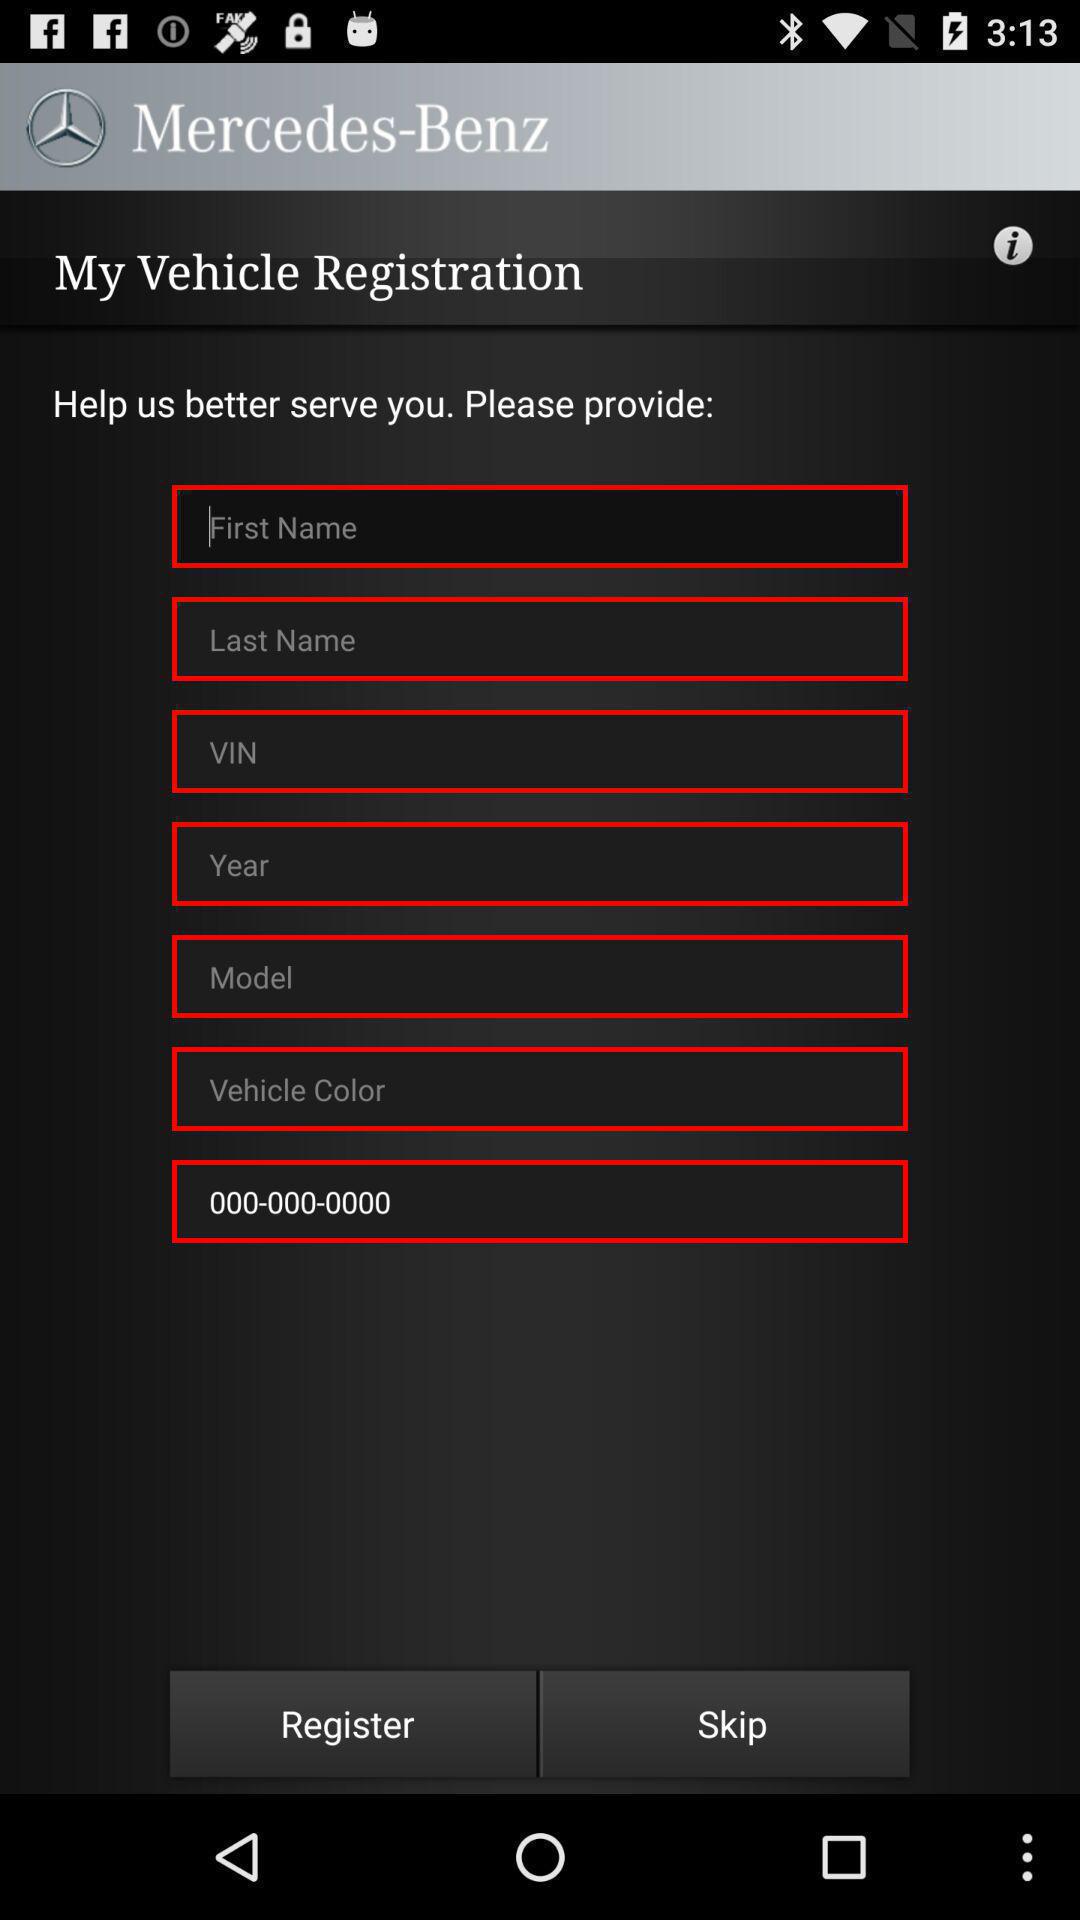 FAKE
3:13
Mercedes-Benz
My Vehicle Registration
Help us better serve you. Please provide:
First Name
Last Name
VIN
Year
Model
Vehicle Color
000-000-0000
Register
Skip